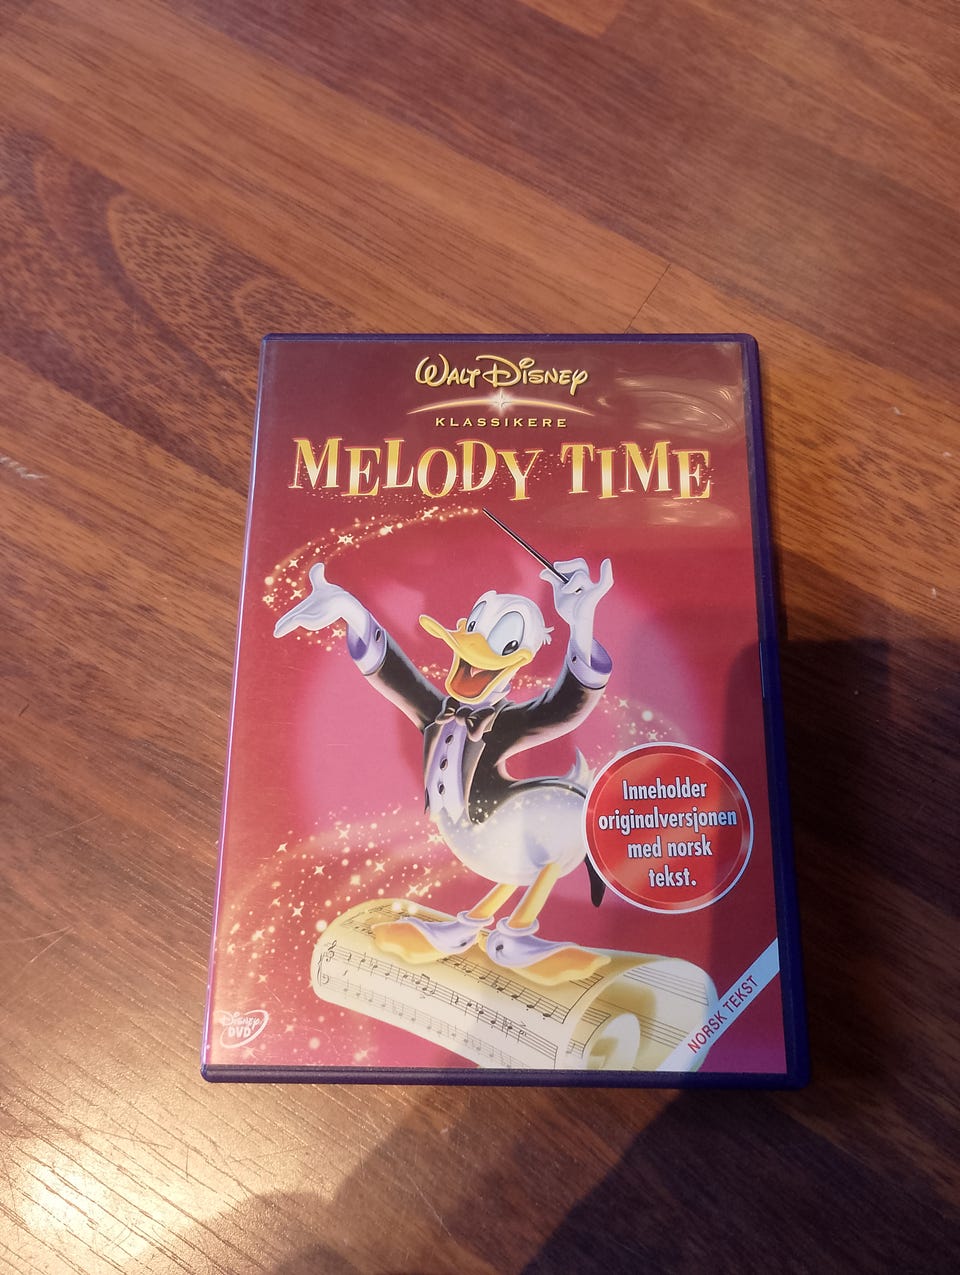 WALT DISNEY
KLASSIKERE
MELODY TIME
Inneholder
originalversjonen
med norsk
tekst.
NORSK TEKST
DISNEY
DVD